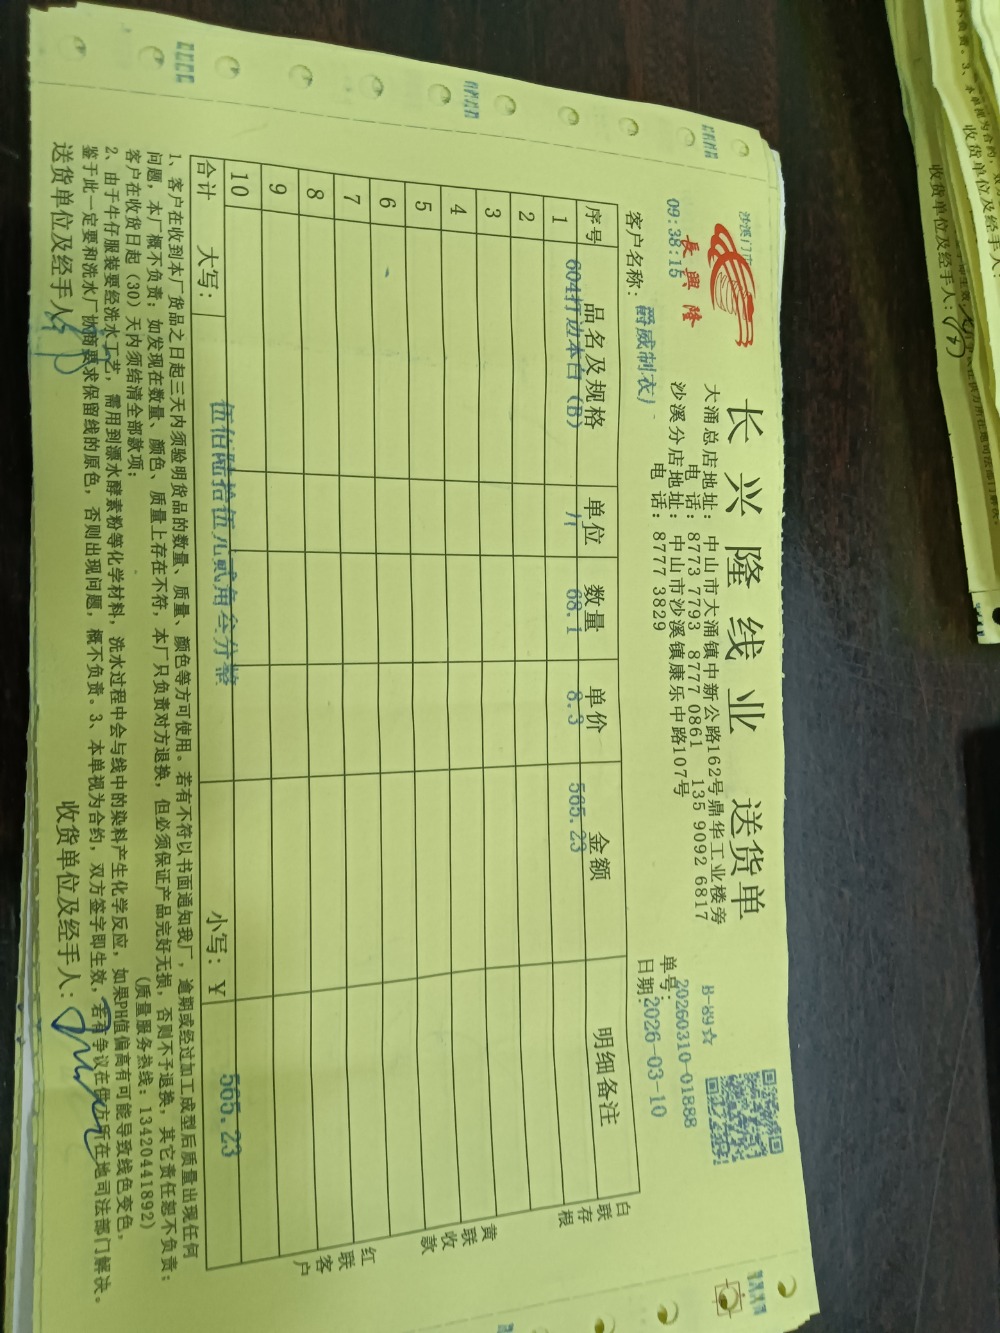 沙溪门市
長興隆
09:38:15
长兴隆线业 送货单
大涌总店地址：中山市大涌镇中新公路162号鼎华工业楼旁
电 话：8773 7793 8777 0861 135 9092 6817
沙溪分店地址：中山市沙溪镇康乐中路107号
电 话：8777 3829
B-89☆
单号：20260310-01888
日期：2026-03-10
客户名称：爵威制衣厂
序号 品名及规格 单位 数量 单价 金额 明细备注
1 604打边本白（B） 68.1 8.3 565.23
2
3
4
5
6
7
8
9
10
合计 大写：伍佰陆拾伍元贰角叁分整 小写：￥ 565.23
白联存根
黄联收款
红联客户
1、客户在收到本厂货品之日起三天内须验明货品的数量、质量、颜色等方可使用。若有不符以书面通知我厂，逾期或经过加工成型后质量出现任何
问题，本厂概不负责；如发现在数量、颜色、质量上存在不符，本厂只负责对方退换，但必须保证产品完好无损，否则不予退换，其它责任恕不负责；
客户在收货日起（30）天内须结清全部款项； （质量服务热线：13420441892）
2、由于牛仔服装要经洗水工艺，需用到漂水酵素粉等化学材料，洗水过程中会与线中的染料产生化学反应，如果PH值偏高有可能导致线色变色，
鉴于此一定要和洗水厂协商要求保留线的原色，否则出现问题，概不负责。3、本单视为合约，双方签字即生效，若有争议在供方所在地司法部门解决。
送货单位及经手人： 收货单位及经手人：
收货单位及经手人：